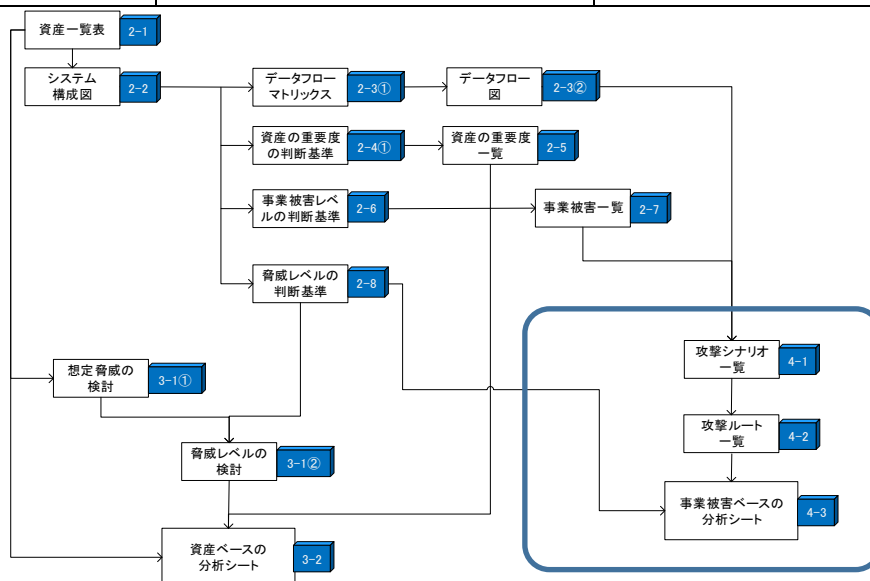 資産一覧表
2-1
システム
構成図
2-2
データフロー
マトリックス
2-3①
データフロー
図
2-3②
資産の重要度
の判断基準
2-4①
資産の重要度
一覧
2-5
事業被害レベ
ルの判断基準
2-6
事業被害一覧
2-7
脅威レベルの
判断基準
2-8
攻撃シナリオ
一覧
4-1
想定脅威の
検討
3-1①
攻撃ルート
一覧
4-2
脅威レベルの
検討
3-1②
事業被害ベースの
分析シート
4-3
資産ベースの
分析シート
3-2